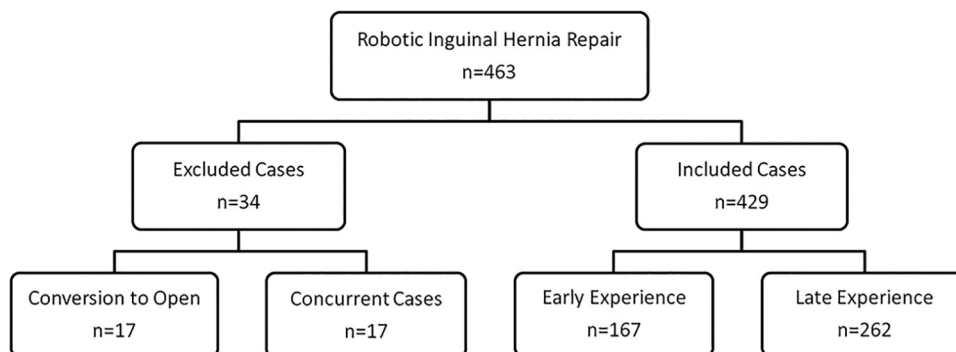 Robotic Inguinal Hernia Repair
n=463
Excluded Cases
n=34
Included Cases
n=429
Conversion to Open
n=17
Concurrent Cases
n=17
Early Experience
n=167
Late Experience
n=262